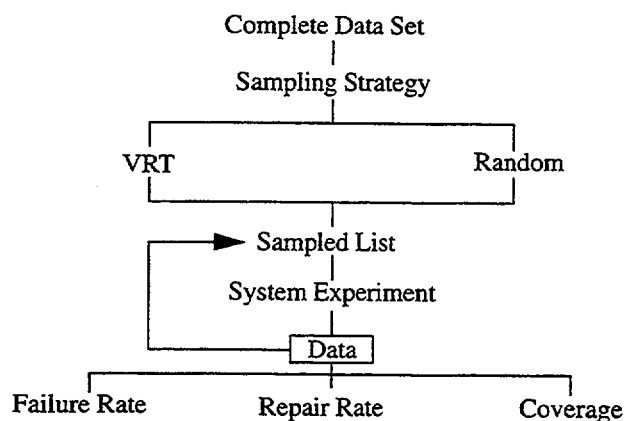 Complete Data Set
Sampling Strategy
VRT
Random
Sampled List
System Experiment
Data
Failure Rate
Repair Rate
Coverage